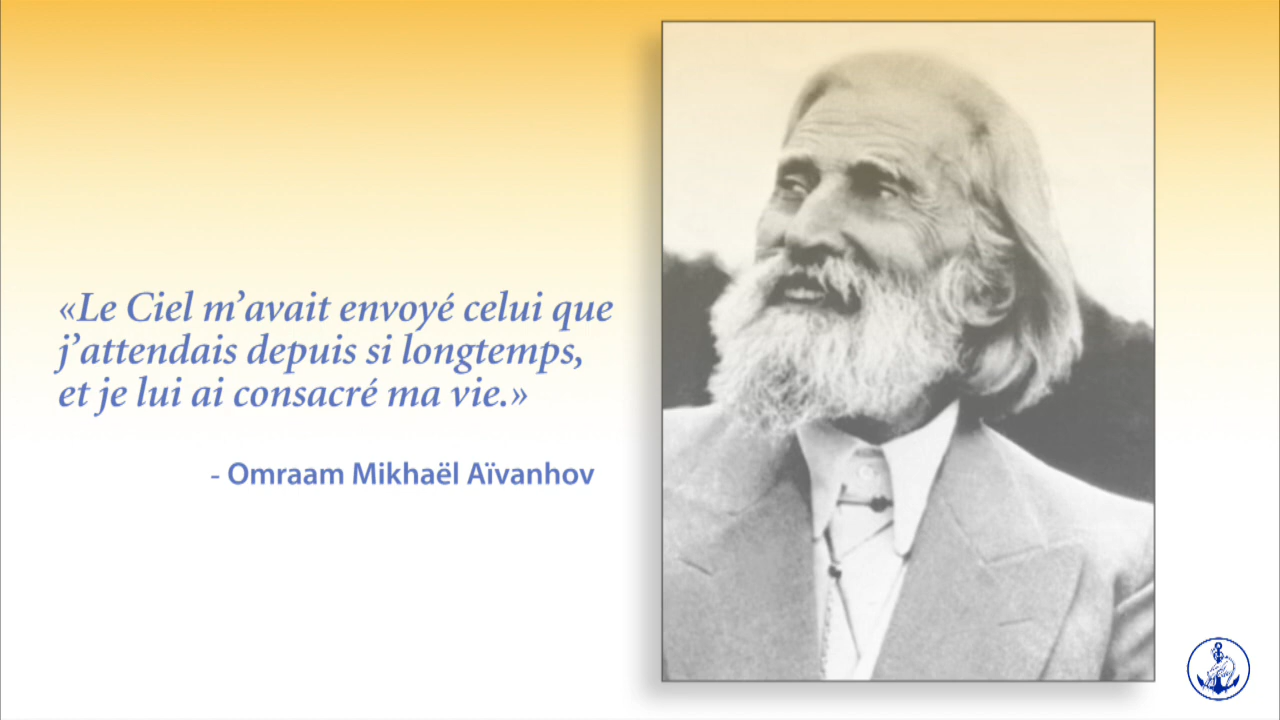 «Le Ciel m’avait envoyé celui que
j’attendais depuis si longtemps,
et je lui ai consacré ma vie.»
- Omraam Mikhaël Aïvanhov